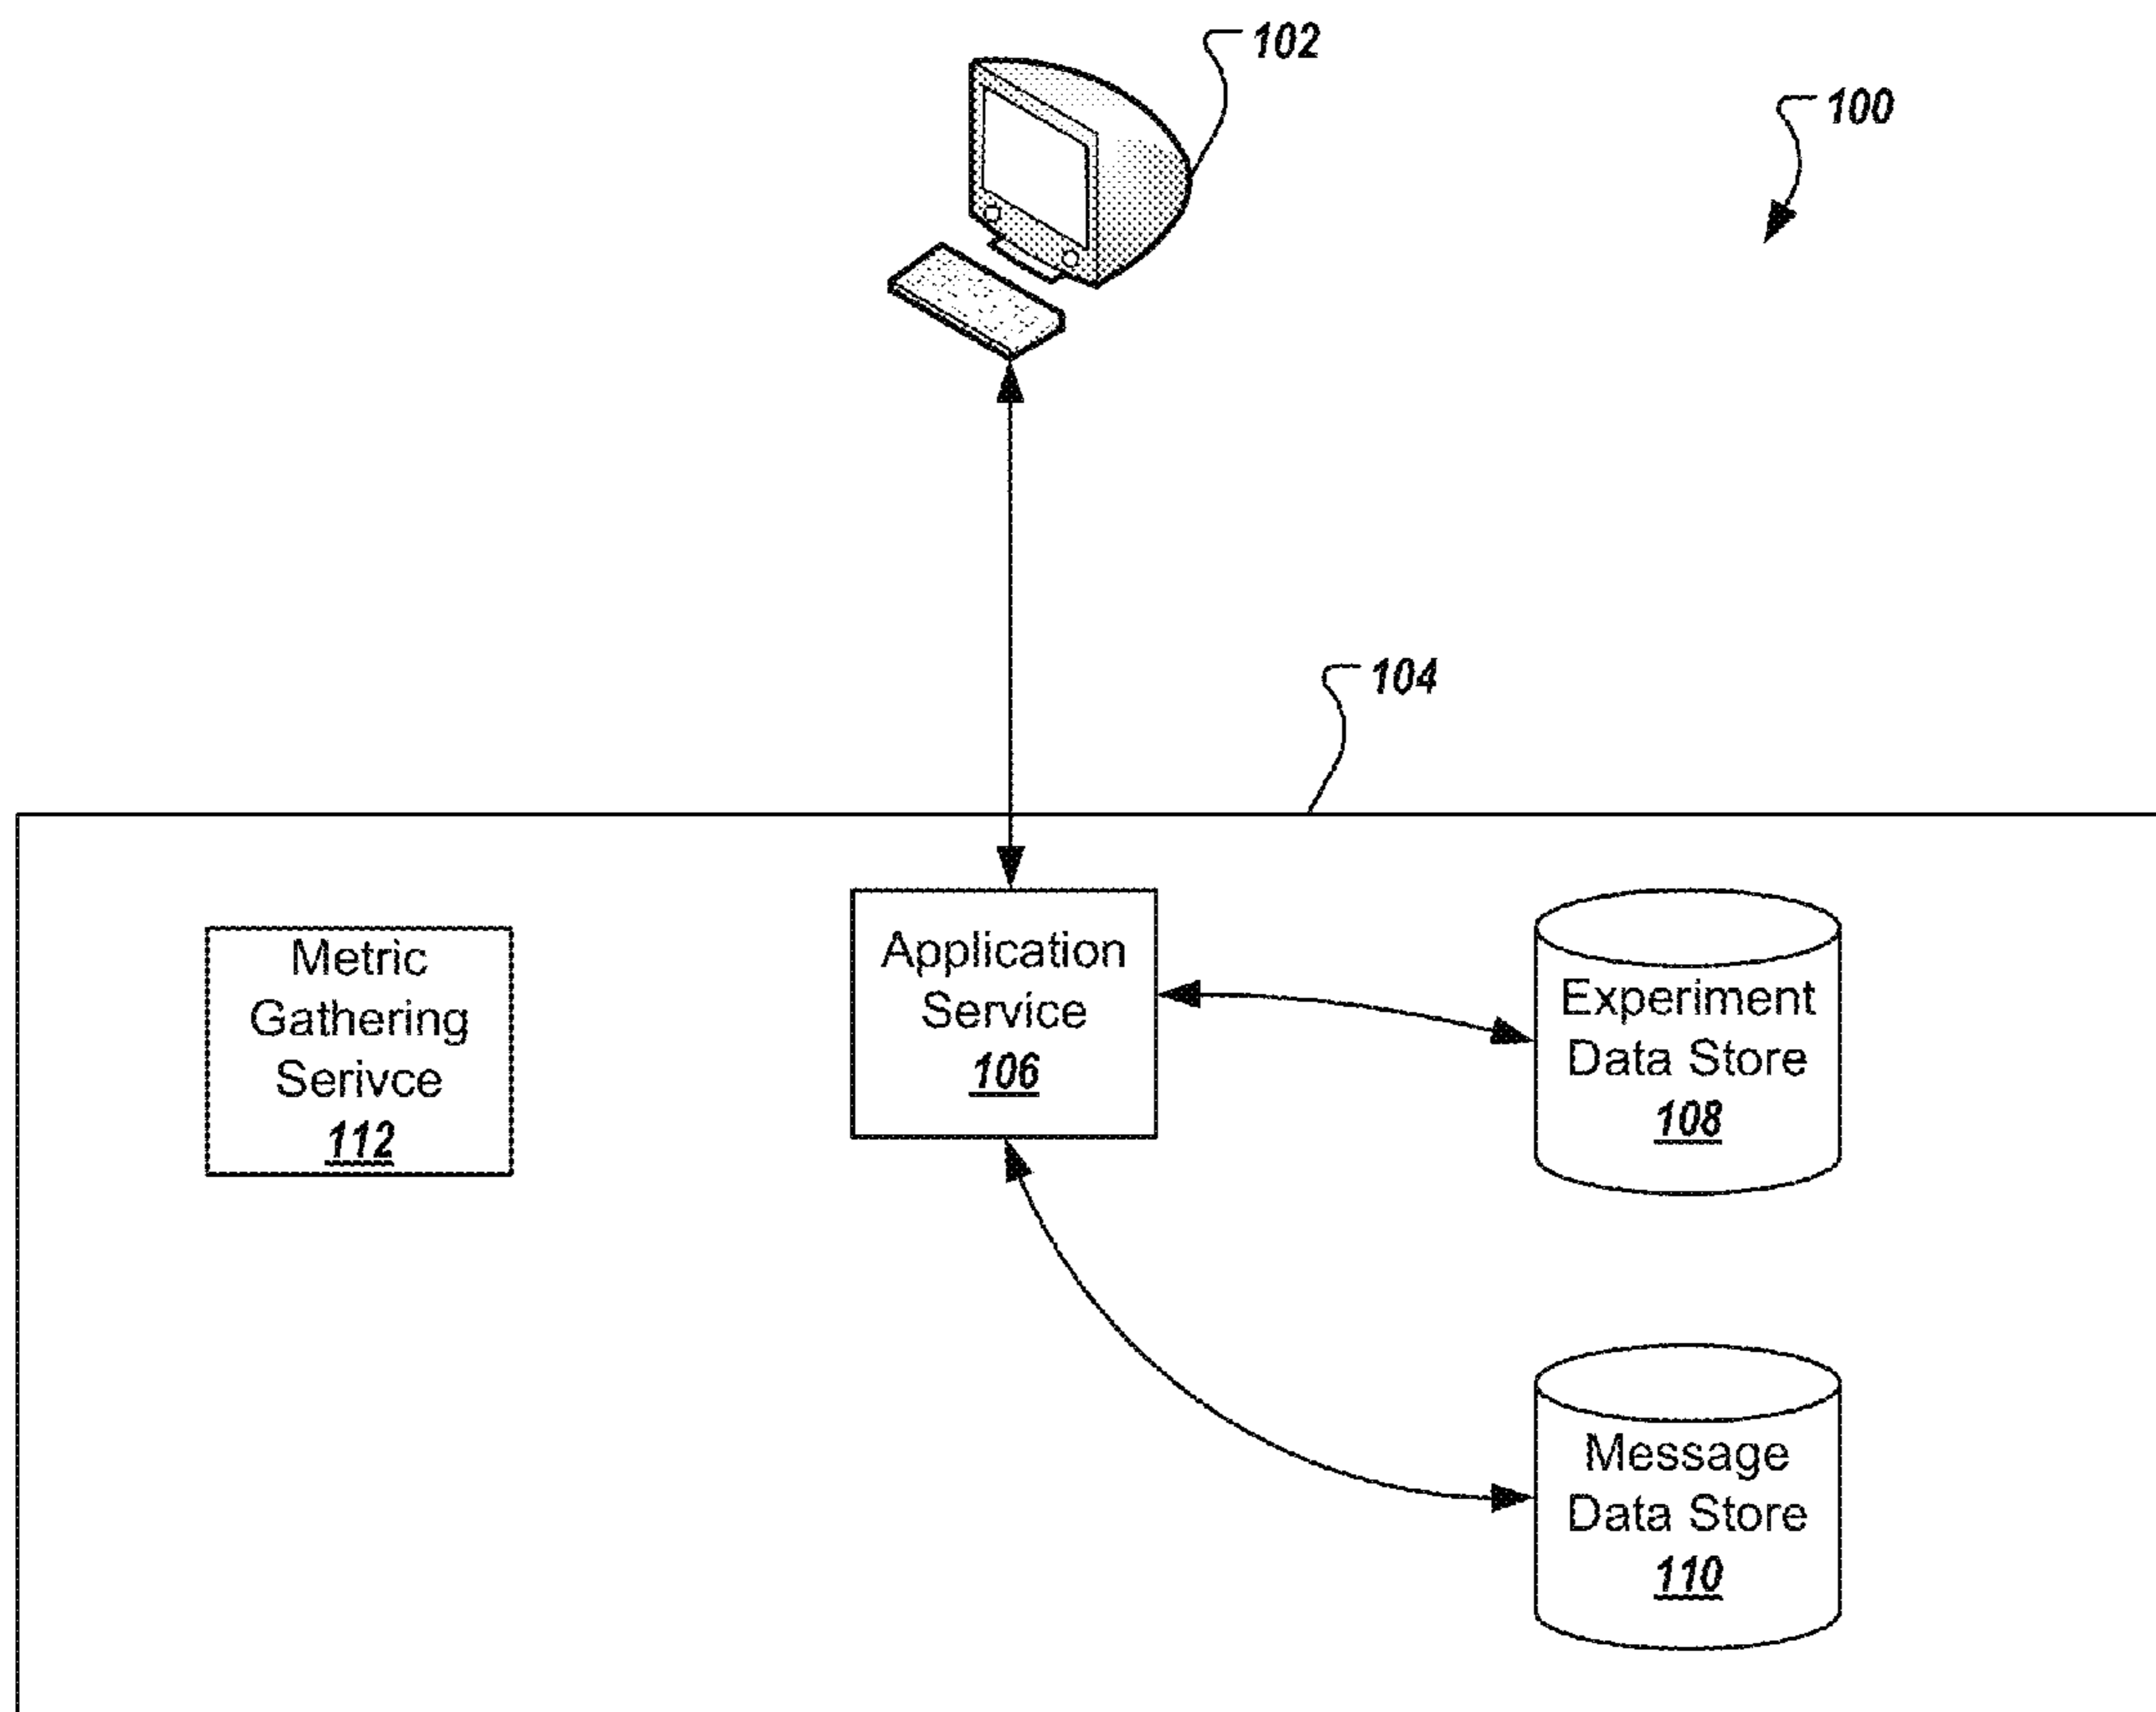 102
100
104
Metric
Gathering
Serivce
112
Application
Service
106
Experiment
Data Store
108
Message
Data Store
110